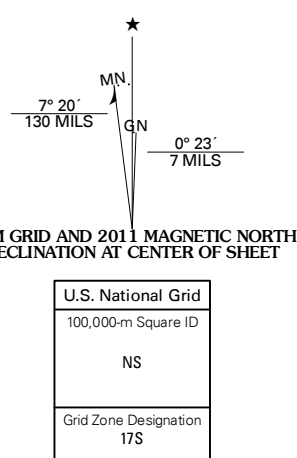 ★
MN.
7° 20´
130 MILS
GN
0° 23´
7 MILS
M GRID AND 2011 MAGNETIC NORTH
ECLINATION AT CENTER OF SHEET
U.S. National Grid
100,000-m Square ID
NS
Grid Zone Designation
17S